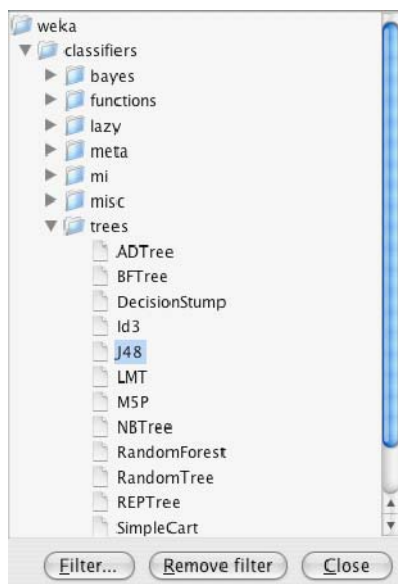 weka
classifiers
bayes
functions
lazy
meta
mi
misc
trees
ADTree
BFTree
DecisionStump
Id3
J48
LMT
M5P
NBTree
RandomForest
RandomTree
REPTree
SimpleCart
Filter... Remove filter Close